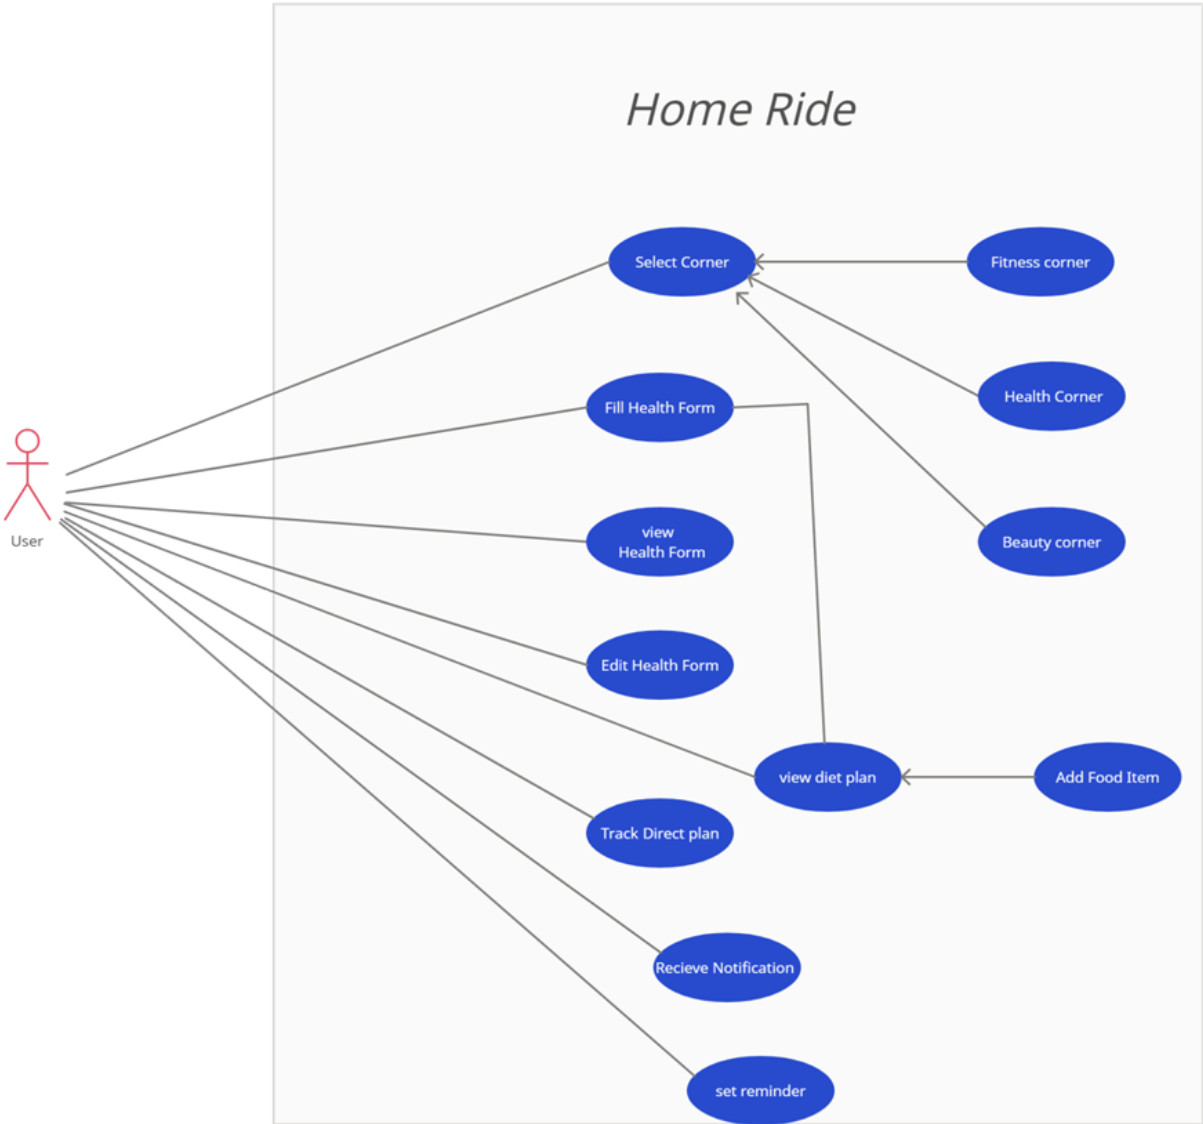 Home Ride
Select Corner
Fitness corner
Fill Health Form
Health Corner
User
view
Health Form
Beauty corner
Edit Health Form
view diet plan
Add Food Item
Track Direct plan
Recieve Notification
set reminder